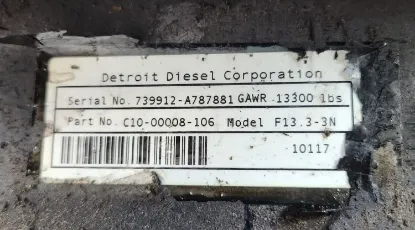 Detroit Diesel Corporation
Serial No. 739912-A787881 GAWR 13300 lbs
Part No. C10-00008-106 Model F13.3-3N
10117